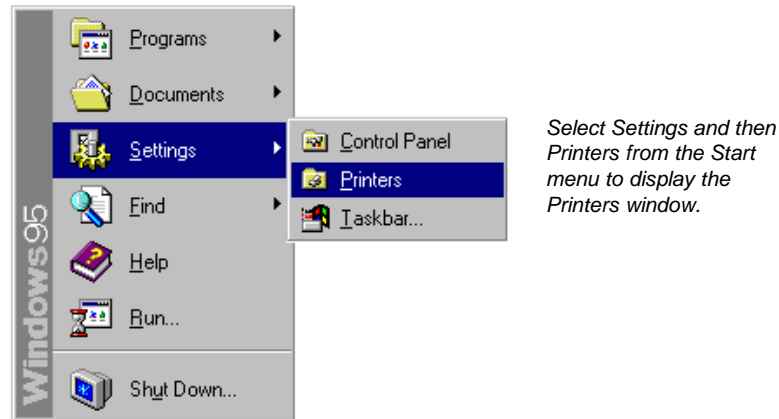 Programs
Documents
Settings
Find
Help
Run...
Shut Down...
Windows95
Control Panel
Printers
Taskbar...
Select Settings and then
Printers from the Start
menu to display the
Printers window.